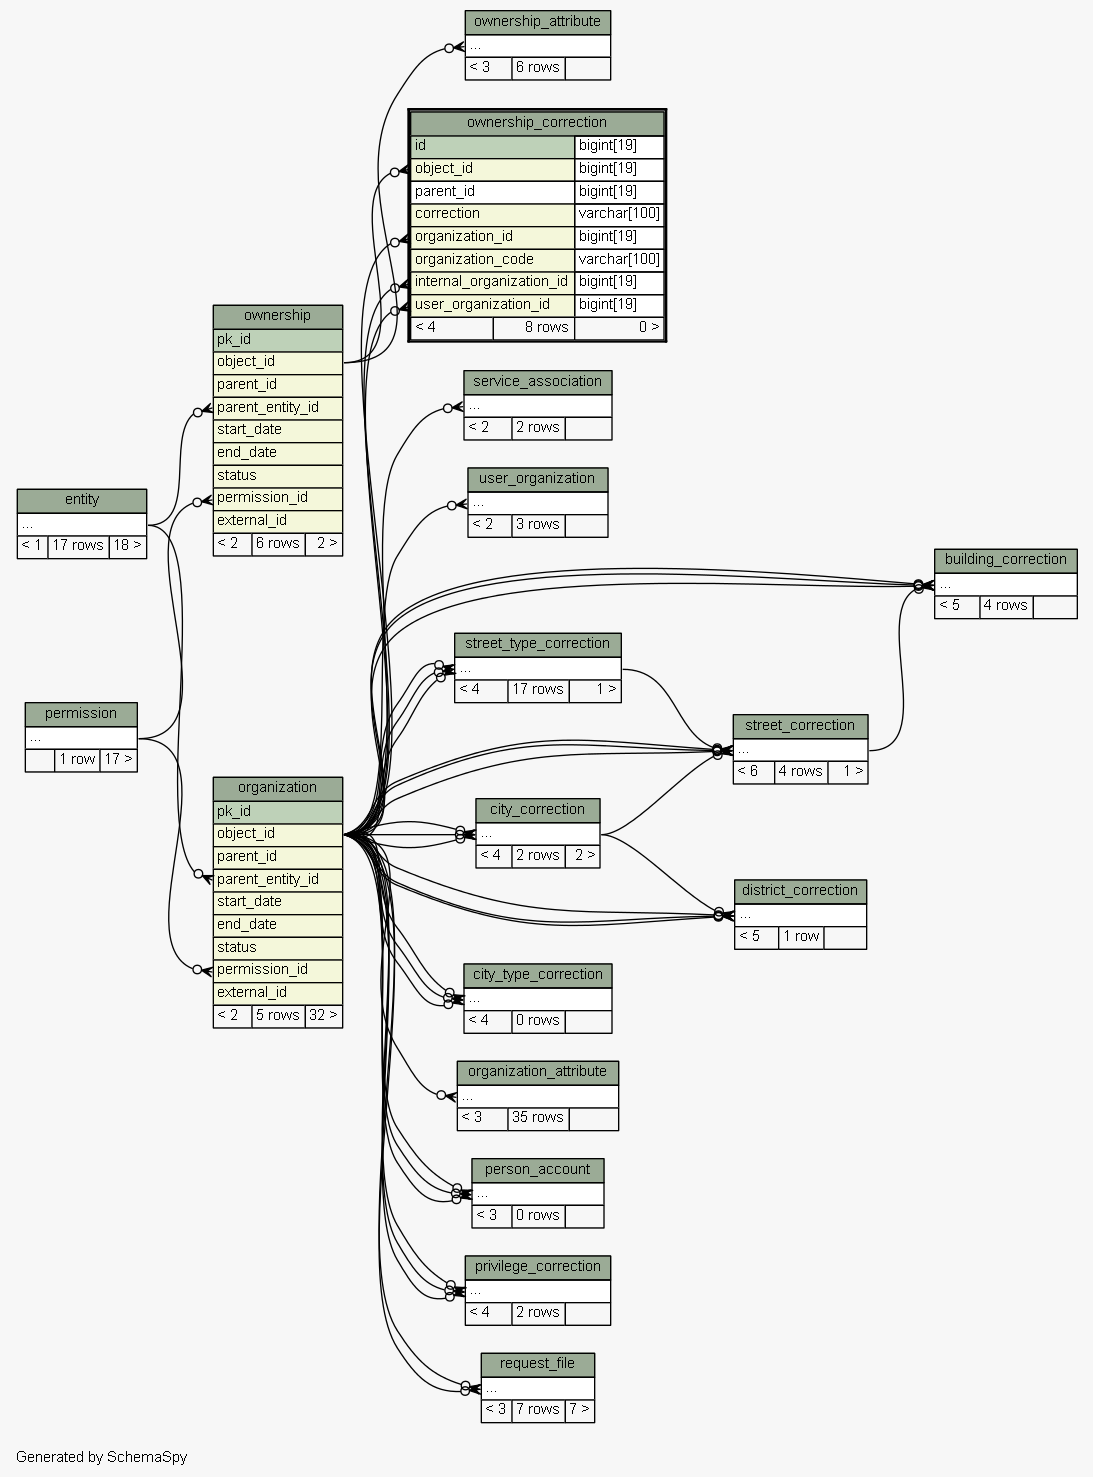 ownership_attribute
...
< 3 6 rows
ownership_correction
id bigint[19]
object_id bigint[19]
parent_id bigint[19]
correction varchar[100]
organization_id bigint[19]
organization_code varchar[100]
internal_organization_id bigint[19]
user_organization_id bigint[19]
< 4 8 rows 0 >
ownership
pk_id
object_id
parent_id
parent_entity_id
start_date
end_date
status
permission_id
external_id
< 2 6 rows 2 >
service_association
...
< 2 2 rows
user_organization
...
< 2 3 rows
entity
...
< 1 17 rows 18 >
building_correction
...
< 5 4 rows
street_type_correction
...
< 4 17 rows 1 >
permission
...
1 row 17 >
street_correction
...
< 6 4 rows 1 >
organization
pk_id
object_id
parent_id
parent_entity_id
start_date
end_date
status
permission_id
external_id
< 2 5 rows 32 >
city_correction
...
< 4 2 rows 2 >
district_correction
...
< 5 1 row
city_type_correction
...
< 4 0 rows
organization_attribute
...
< 3 35 rows
person_account
...
< 3 0 rows
privilege_correction
...
< 4 2 rows
request_file
...
< 3 7 rows 7 >
Generated by SchemaSpy